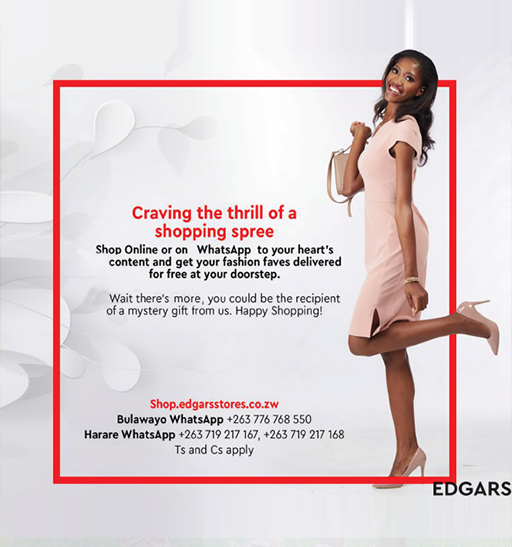 Craving the thrill of a
shopping spree
Shop Online or on WhatsApp to your heart's
content and get your fashion faves delivered
for free at your doorstep.
Wait there's more, you could be the recipient
of a mystery gift from us. Happy Shopping!
Shop.edgarsstores.co.zw
Bulawayo WhatsApp +263 776 768 550
Harare WhatsApp +263 719 217 167, +263 719 217 168
Ts and Cs apply
EDGARS